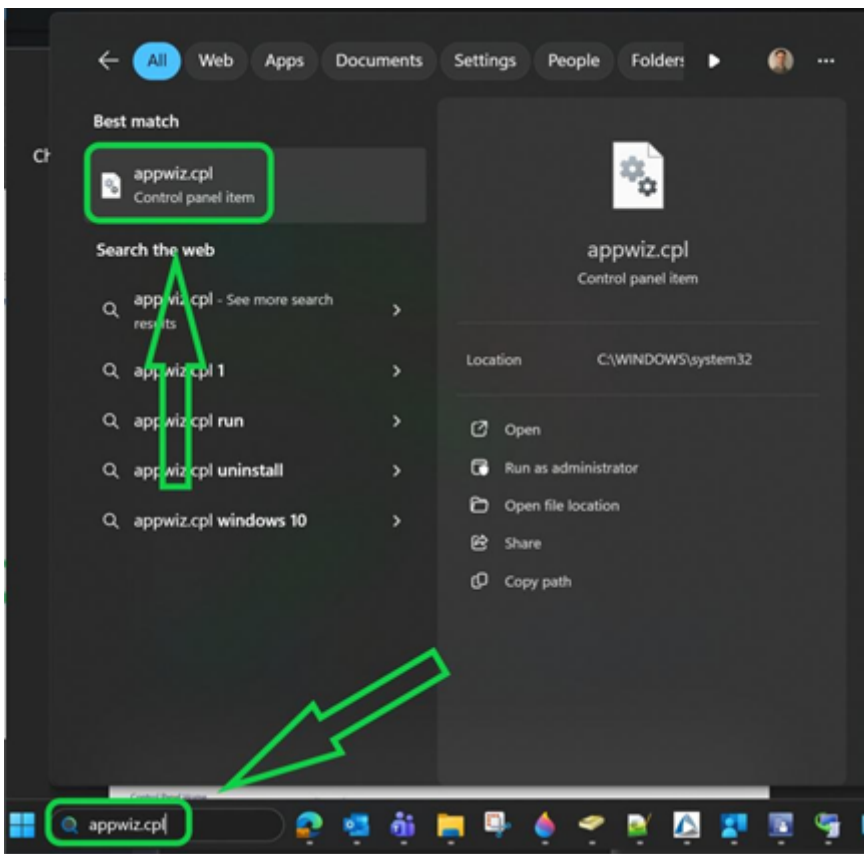 All Web Apps Documents Settings People Folders
Best match
appwiz.cpl
Control panel item
Search the web
appwiz.cpl - See more search
results
appwiz.cpl 1
appwiz.cpl run
appwiz.cpl uninstall
appwiz.cpl windows 10
appwiz.cpl
Control panel item
Location C:\WINDOWS\system32
Open
Run as administrator
Open file location
Share
Copy path
appwiz.cpl